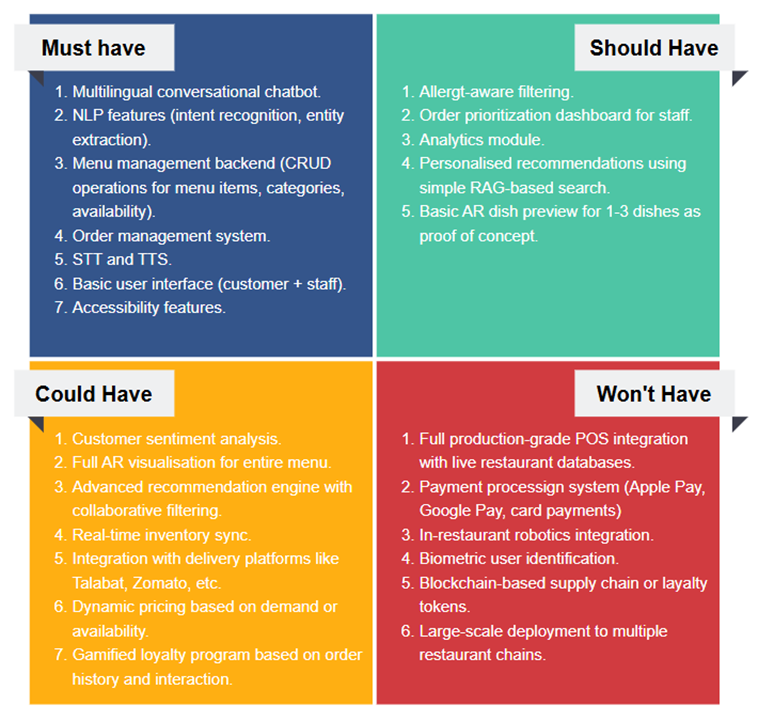 Must have
1. Multilingual conversational chatbot.
2. NLP features (intent recognition, entity
extraction).
3. Menu management backend (CRUD
operations for menu items, categories,
availability).
4. Order management system.
5. STT and TTS.
6. Basic user interface (customer + staff).
7. Accessibility features.
Should Have
1. Allergt-aware filtering.
2. Order prioritization dashboard for staff.
3. Analytics module.
4. Personalised recommendations using
simple RAG-based search.
5. Basic AR dish preview for 1-3 dishes as
proof of concept.
Could Have
1. Customer sentiment analysis.
2. Full AR visualisation for entire menu.
3. Advanced recommendation engine with
collaborative filtering.
4. Real-time inventory sync.
5. Integration with delivery platforms like
Talabat, Zomato, etc.
6. Dynamic pricing based on demand or
availability.
7. Gamified loyalty program based on order
history and interaction.
Won't Have
1. Full production-grade POS integration
with live restaurant databases.
2. Payment processign system (Apple Pay,
Google Pay, card payments)
3. In-restaurant robotics integration.
4. Biometric user identification.
5. Blockchain-based supply chain or layalty
tokens.
6. Large-scale deployment to multiple
restaurant chains.